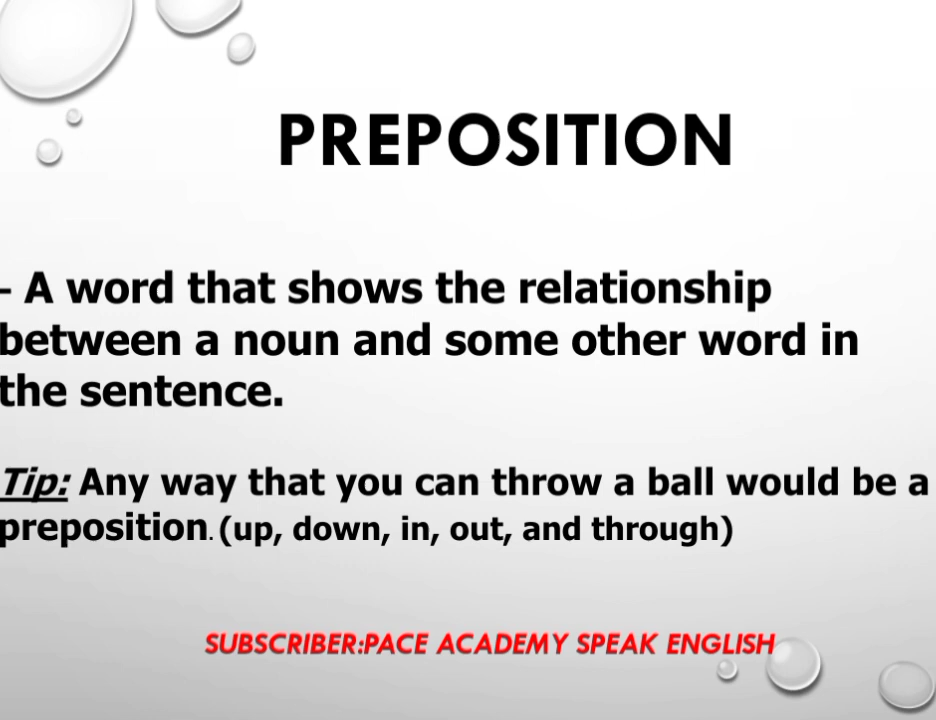 PREPOSITION
- A word that shows the relationship
between a noun and some other word in
the sentence.
Tip: Any way that you can throw a ball would be a
preposition. (up, down, in, out, and through)
SUBSCRIBER:PACE ACADEMY SPEAK ENGLISH